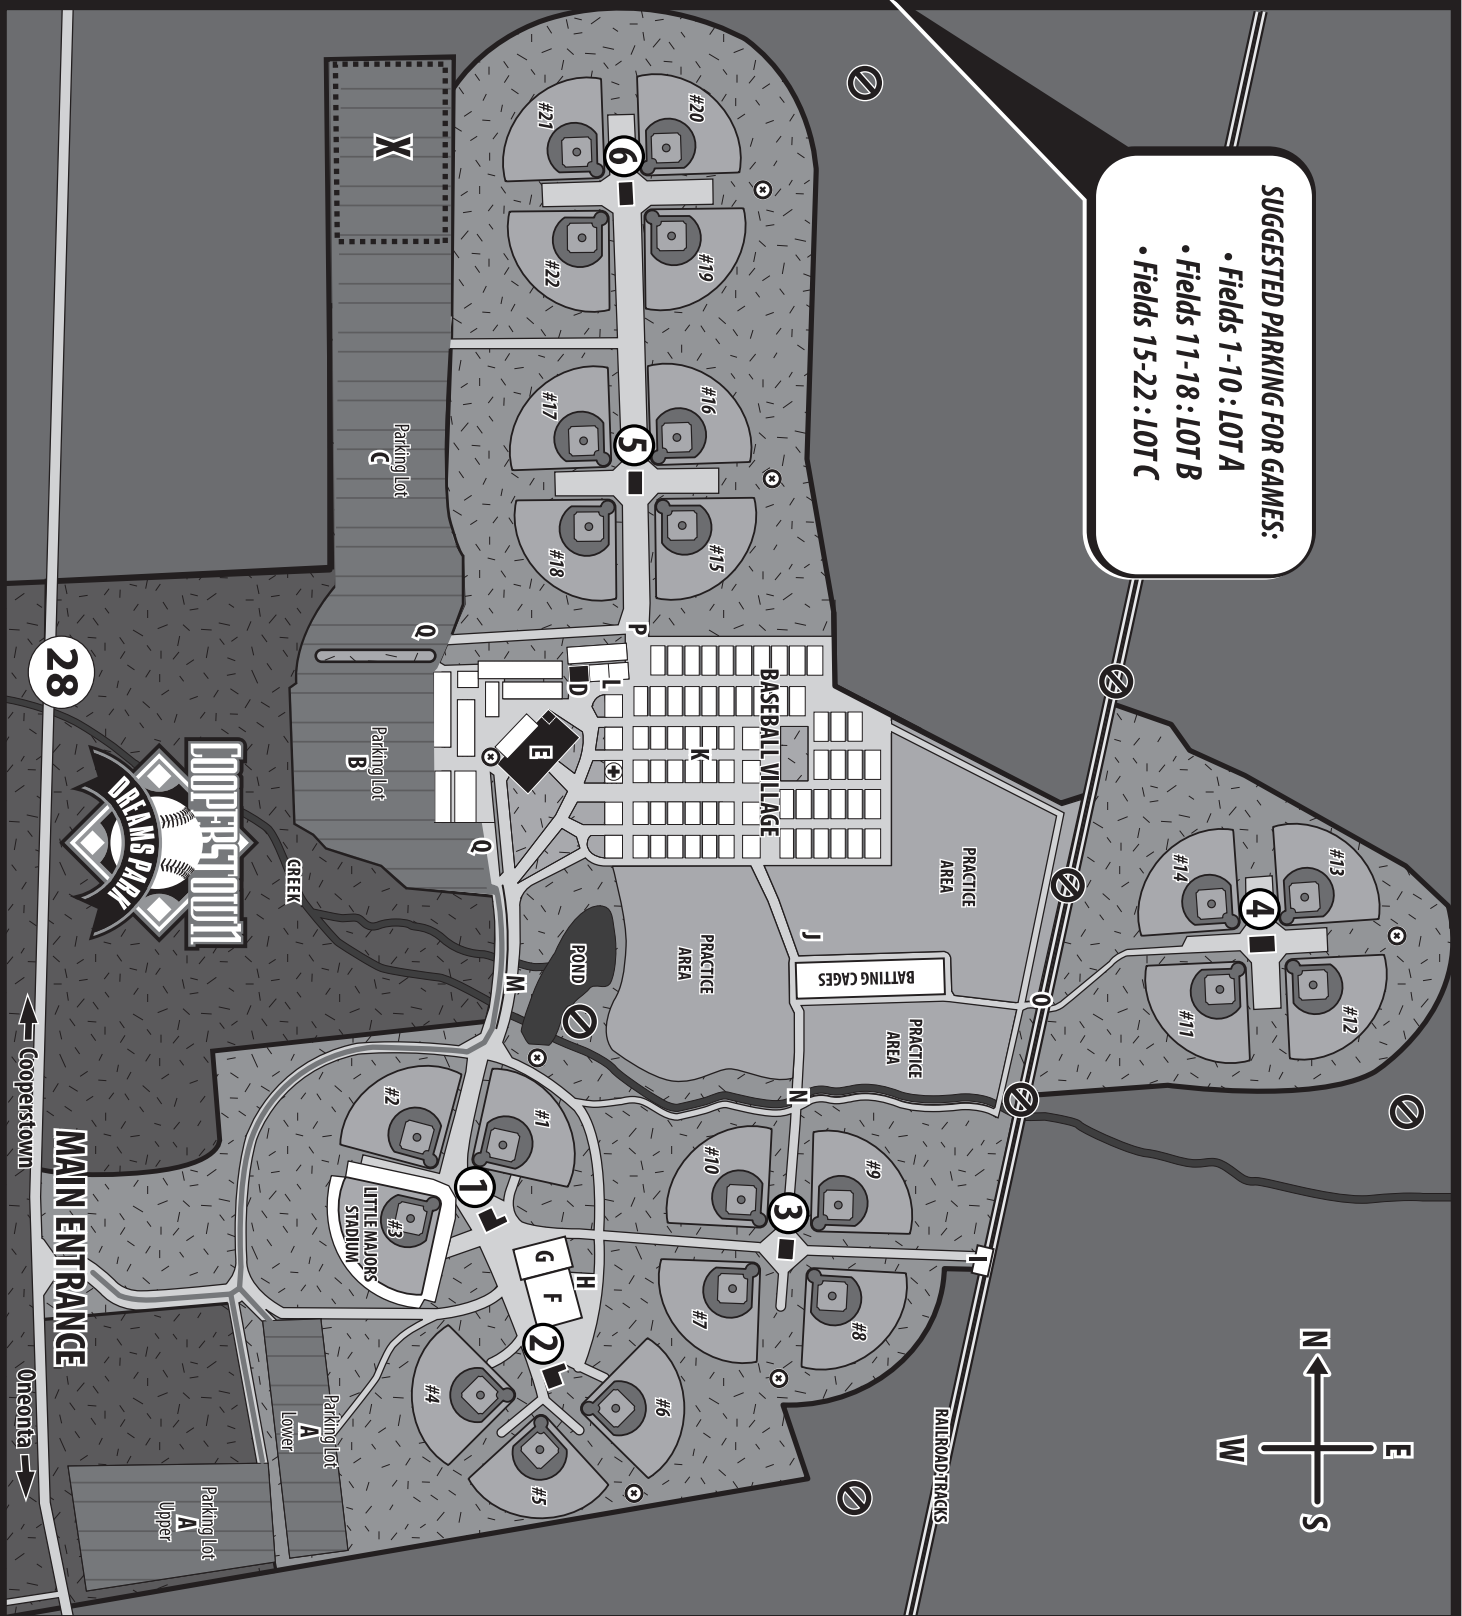 SUGGESTED PARKING FOR GAMES:
• Fields 1-10 : LOT A
• Fields 11-18 : LOT B
• Fields 15-22 : LOT C
N
E
W
S
RAILROAD TRACKS
#13
#14
4
#12
#11
O
PRACTICE
AREA
PRACTICE
AREA
PRACTICE
AREA
J
BATTING CAGES
#20
#21
6
#19
#22
#16
#17
5
#15
#18
P
Q
BASEBALL VILLAGE
K
L
D
E
Q
POND
M
N
#9
#10
3
#8
#7
I
#1
#2
1
#3
LITTLE MAJORS
STADIUM
G
H
F
2
#4
#6
#5
X
Parking Lot
C
Parking Lot
B
CREEK
COOPERSTOWN
DREAMS PARK
28
Cooperstown
MAIN ENTRANCE
Oneonta
Parking Lot
A
Lower
Parking Lot
A
Upper